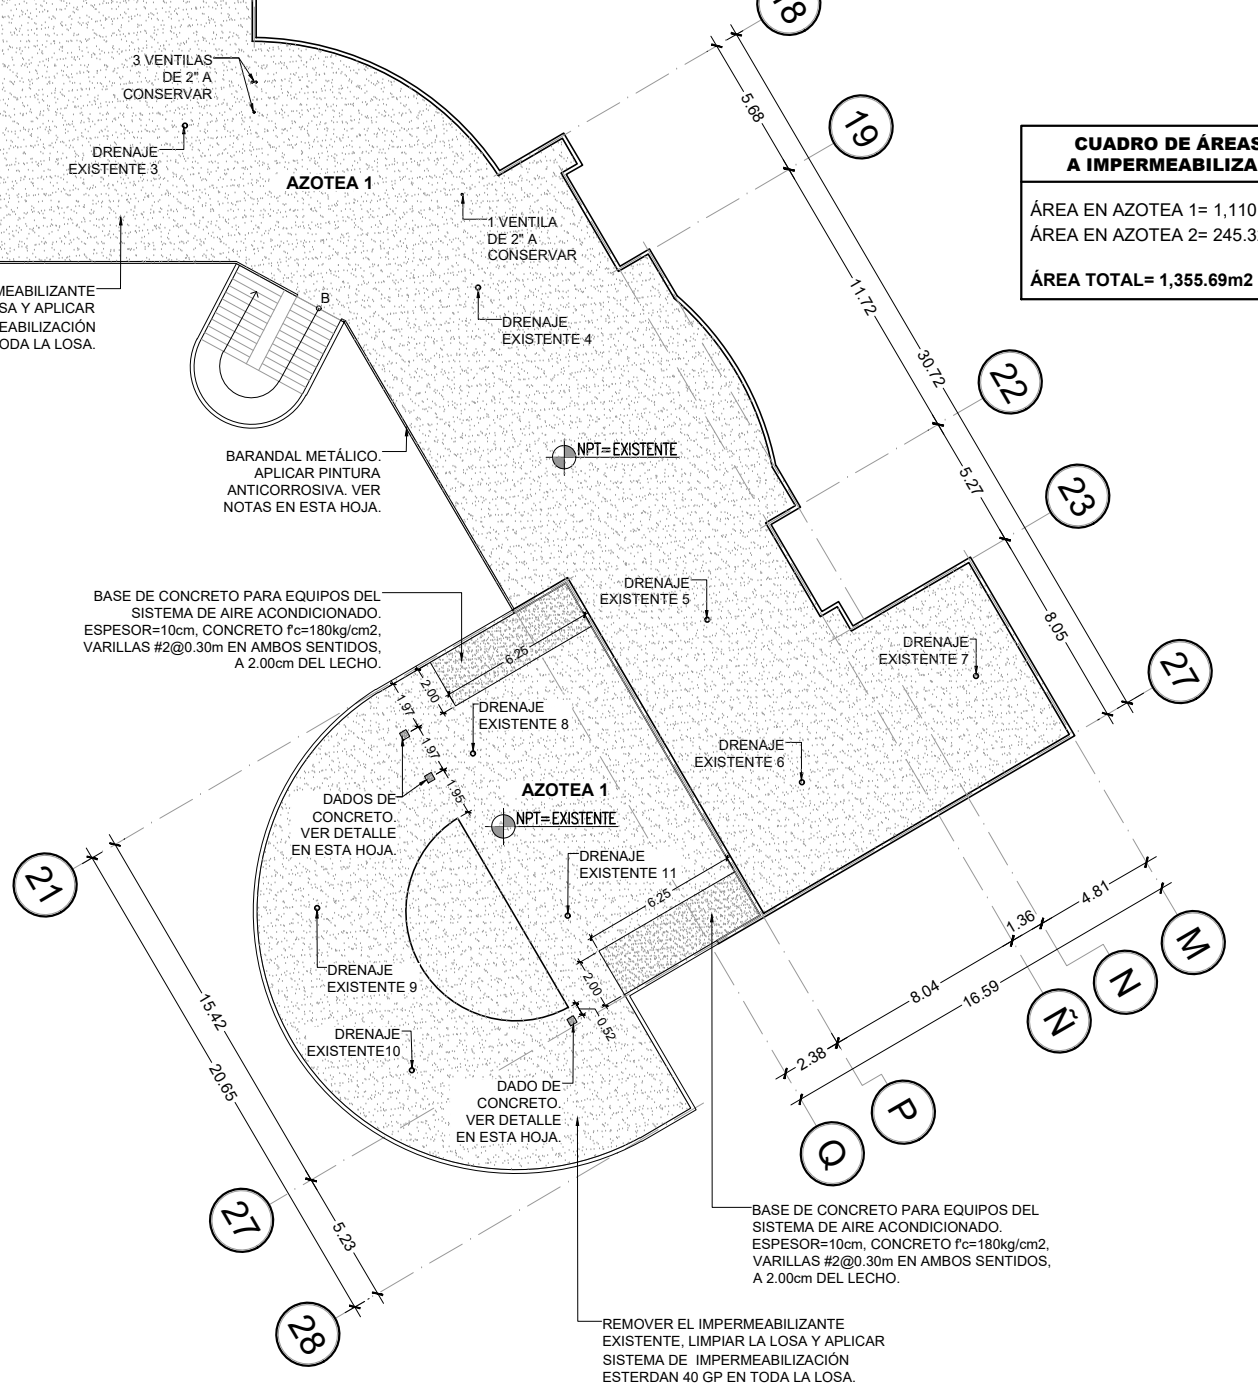 18
3 VENTILAS
DE 2" A
CONSERVAR
DRENAJE
EXISTENTE 3
AZOTEA 1
1 VENTILA
DE 2" A
CONSERVAR
DRENAJE
EXISTENTE 4
5.68
19
CUADRO DE ÁREAS
A IMPERMEABILIZA
ÁREA EN AZOTEA 1= 1,110
ÁREA EN AZOTEA 2= 245.3
ÁREA TOTAL= 1,355.69m2
MEABILIZANTE
SA Y APLICAR
EABILIZACIÓN
ODA LA LOSA.
B
11.72
30.72
22
BARANDAL METÁLICO.
APLICAR PINTURA
ANTICORROSIVA. VER
NOTAS EN ESTA HOJA.
NPT=EXISTENTE
5.27
23
BASE DE CONCRETO PARA EQUIPOS DEL
SISTEMA DE AIRE ACONDICIONADO.
ESPESOR=10cm, CONCRETO f'c=180kg/cm2,
VARILLAS #2@0.30m EN AMBOS SENTIDOS,
A 2.00cm DEL LECHO.
DRENAJE
EXISTENTE 5
8.05
DRENAJE
EXISTENTE 7
27
6.25
2.00
1.97
1.97
1.95
DRENAJE
EXISTENTE 8
DRENAJE
EXISTENTE 6
AZOTEA 1
NPT=EXISTENTE
DADOS DE
CONCRETO.
VER DETALLE
EN ESTA HOJA.
DRENAJE
EXISTENTE 11
21
6.25
2.00
0.52
DRENAJE
EXISTENTE 9
DRENAJE
EXISTENTE10
4.81
1.36
8.04
16.59
2.38
M
N
Ñ
P
Q
15.42
20.65
DADO DE
CONCRETO.
VER DETALLE
EN ESTA HOJA.
27
5.23
28
BASE DE CONCRETO PARA EQUIPOS DEL
SISTEMA DE AIRE ACONDICIONADO.
ESPESOR=10cm, CONCRETO f'c=180kg/cm2,
VARILLAS #2@0.30m EN AMBOS SENTIDOS,
A 2.00cm DEL LECHO.
REMOVER EL IMPERMEABILIZANTE
EXISTENTE, LIMPIAR LA LOSA Y APLICAR
SISTEMA DE IMPERMEABILIZACIÓN
ESTERDAN 40 GP EN TODA LA LOSA.